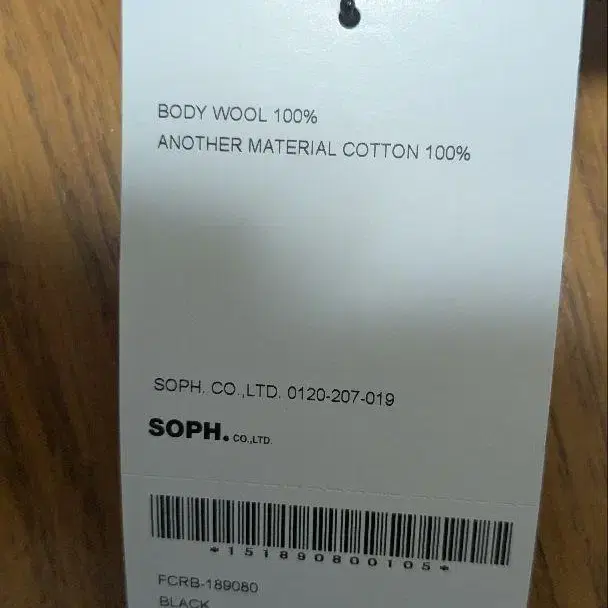 BODY WOOL 100%
ANOTHER MATERIAL COTTON 100%
SOPH. CO.,LTD. 0120-207-019
SOPH. CO.,LTD.
*151890800105*
FCRB-189080
BLACK